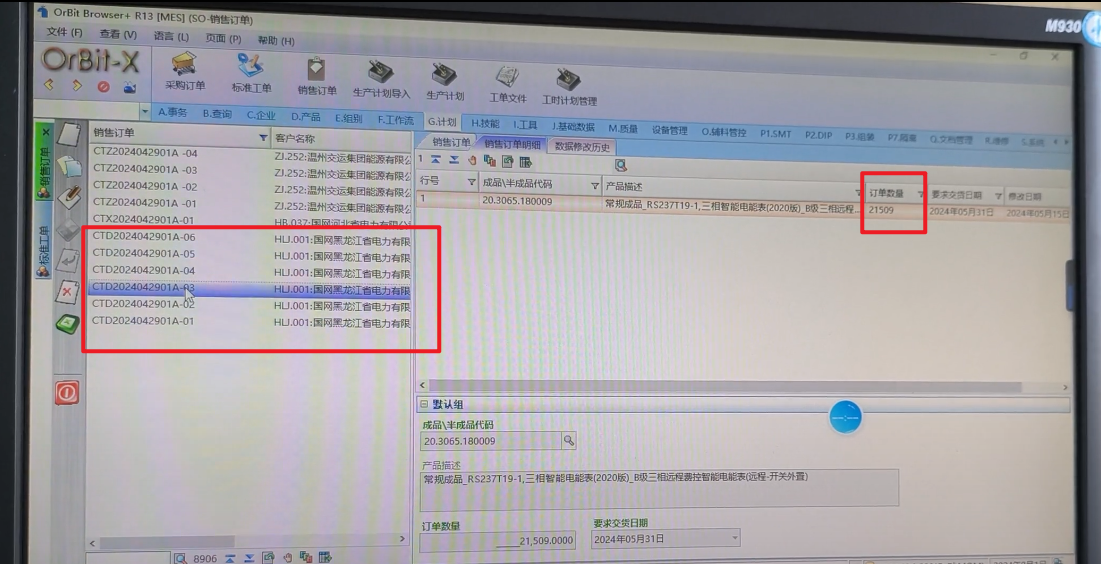 OrBit Browser+ R13 [MES] (SO-销售订单)
M930
文件 (F) 查看 (V) 语言 (L) 页面 (P) 帮助 (H)
OrBit-X
采购订单 标准工单 销售订单 生产计划导入 生产计划 工单文件 工时计划管理
A.事务 B.查询 C.企业 D.产品 E.组别 F.工作流 G.计划 H.技能 I.工具 J.基础数据 M.质量 设备管理 O.辅料管控 P1.SMT P2.DIP P3.组装 Q.文档管理
销售订单
标准工单
销售订单 客户名称
CTZ2024042901A -04 ZJ.252:温州交运集团能源有限公
CTZ2024042901A -03 ZJ.252:温州交运集团能源有限公
CTZ2024042901A -02 ZJ.252:温州交运集团能源有限公
CTZ2024042901A -01 ZJ.252:温州交运集团能源有限公
CTX2024042901A-01 HB.037:国网河北省电力有限公
CTD2024042901A-06 HLJ.001:国网黑龙江省电力有限
CTD2024042901A-05 HLJ.001:国网黑龙江省电力有限
CTD2024042901A-04 HLJ.001:国网黑龙江省电力有限
CTD2024042901A-03 HLJ.001:国网黑龙江省电力有限
CTD2024042901A-02 HLJ.001:国网黑龙江省电力有限
CTD2024042901A-01 HLJ.001:国网黑龙江省电力有限
8906
销售订单 销售订单明细 数据修改历史
1
行号 成品\半成品代码 产品描述 订单数量 要求交货日期 修改日期
1 20.3065.180009 常规成品_RS237T19-1,三相智能电能表(2020版)_B级三相远程... 21509 2024年05月31日 2024年05月15日
默认组
成品\半成品代码
20.3065.180009
产品描述
常规成品_RS237T19-1,三相智能电能表(2020版)_B级三相远程费控智能电能表(远程-开关外置)
订单数量 要求交货日期
21,509.0000 2024年05月31日